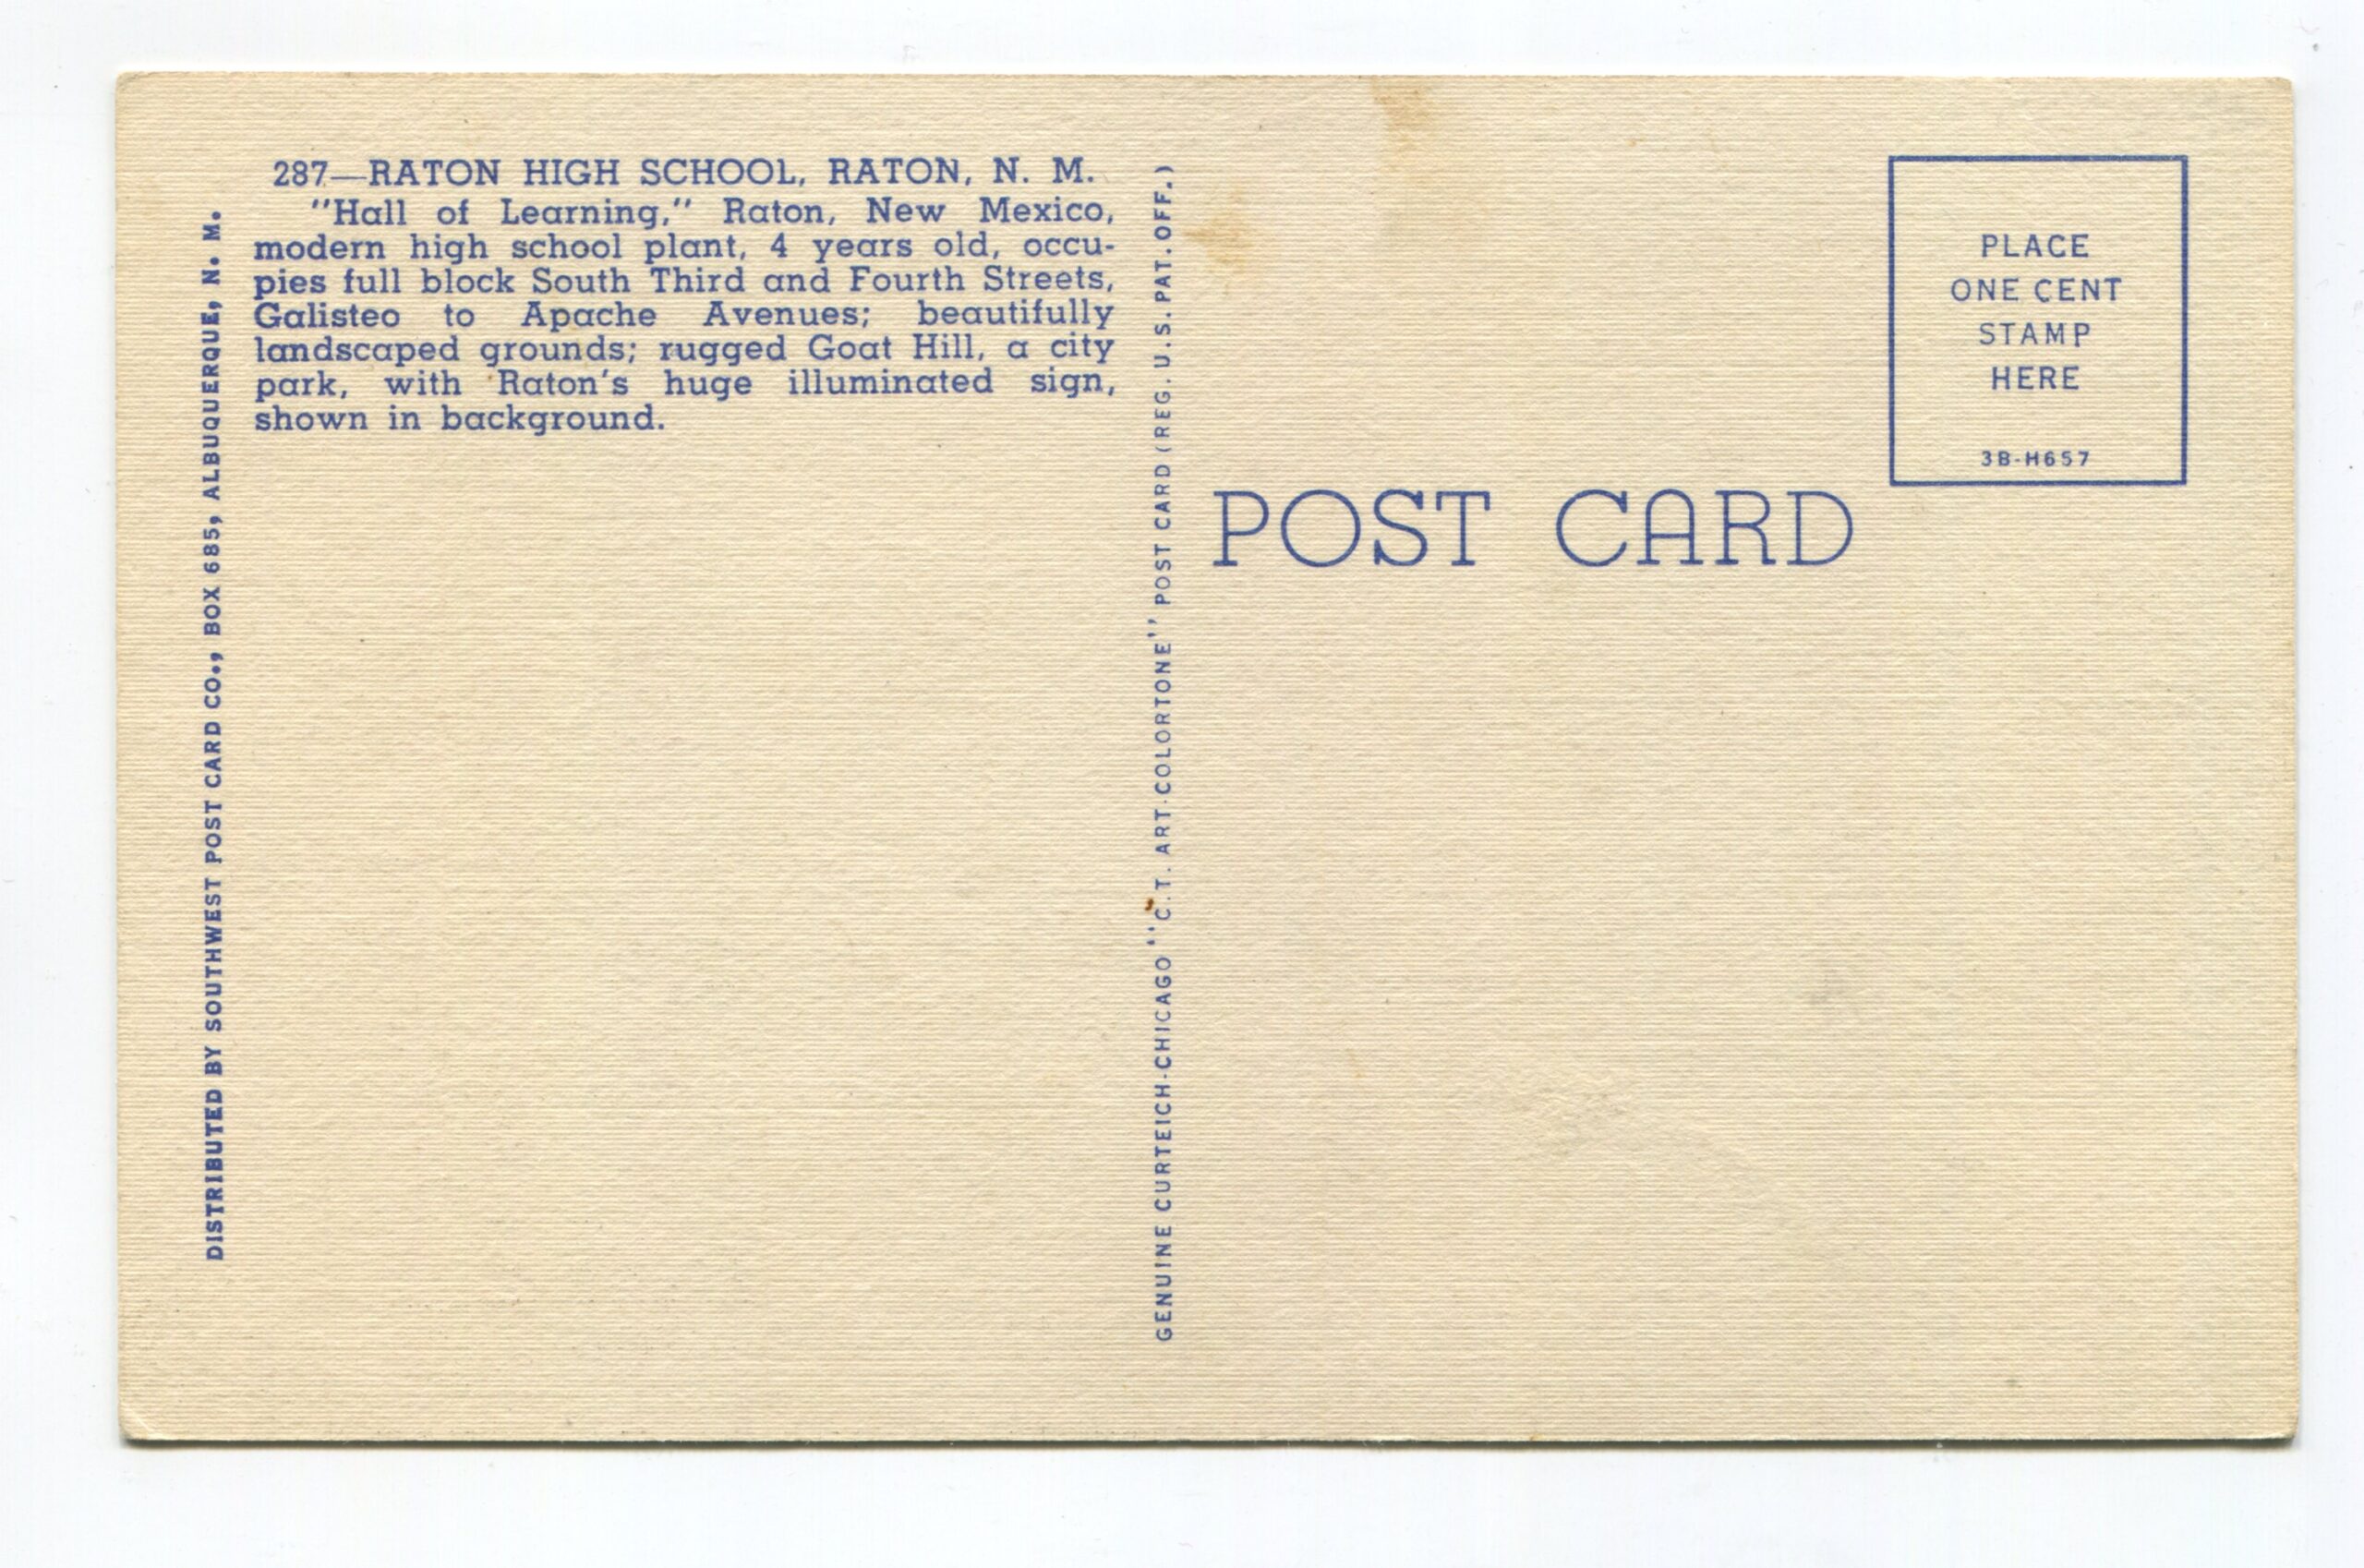 287—RATON HIGH SCHOOL, RATON, N. M.
"Hall of Learning," Raton, New Mexico,
modern high school plant, 4 years old, occu-
pies full block South Third and Fourth Streets,
Galisteo to Apache Avenues; beautifully
landscaped grounds; rugged Goat Hill, a city
park, with Raton's huge illuminated sign,
shown in background.
DISTRIBUTED BY SOUTHWEST POST CARD CO., BOX 685, ALBUQUERQUE, N. M.
GENUINE CURTEICH-CHICAGO "C.T. ART-COLORTONE" POST CARD (REG. U.S. PAT. OFF.)
POST CARD
PLACE
ONE CENT
STAMP
HERE
3B-H657